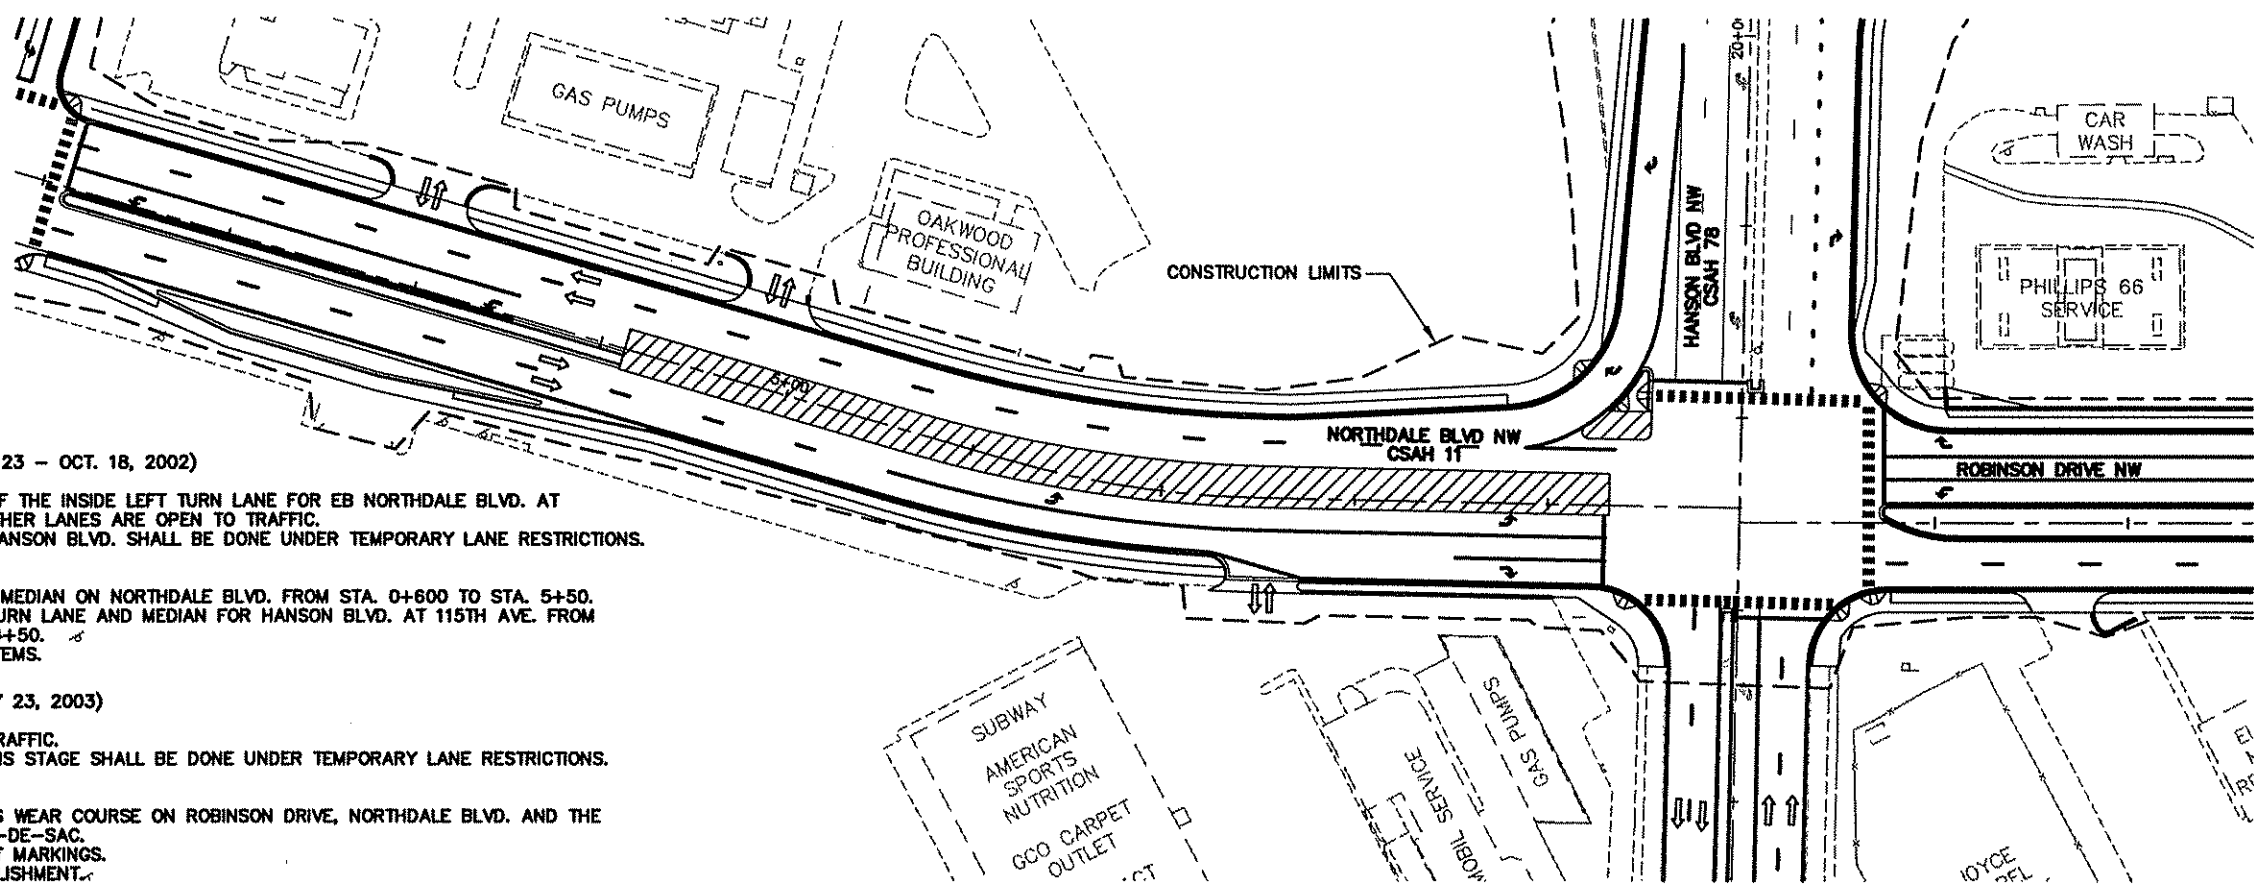 GAS PUMPS
OAKWOOD
PROFESSIONAL
BUILDING
CONSTRUCTION LIMITS
HANSON BLVD NW
CSAH 78
20+0
CAR
WASH
PHILLIPS 66
SERVICE
5+00
NORTHDALE BLVD NW
CSAH 11
ROBINSON DRIVE NW
23 - OCT. 18, 2002)
F THE INSIDE LEFT TURN LANE FOR EB NORTHDALE BLVD. AT
HER LANES ARE OPEN TO TRAFFIC.
ANSON BLVD. SHALL BE DONE UNDER TEMPORARY LANE RESTRICTIONS.
MEDIAN ON NORTHDALE BLVD. FROM STA. 0+600 TO STA. 5+50.
URN LANE AND MEDIAN FOR HANSON BLVD. AT 115TH AVE. FROM
+50.
EMS.
23, 2003)
RAFFIC.
IS STAGE SHALL BE DONE UNDER TEMPORARY LANE RESTRICTIONS.
S WEAR COURSE ON ROBINSON DRIVE, NORTHDALE BLVD. AND THE
-DE-SAC.
MARKINGS.
LISHMENT.
SUBWAY
AMERICAN
SPORTS
NUTRITION
GCO CARPET
OUTLET
CT
MOBIL SERVICE
GAS PUMPS
P